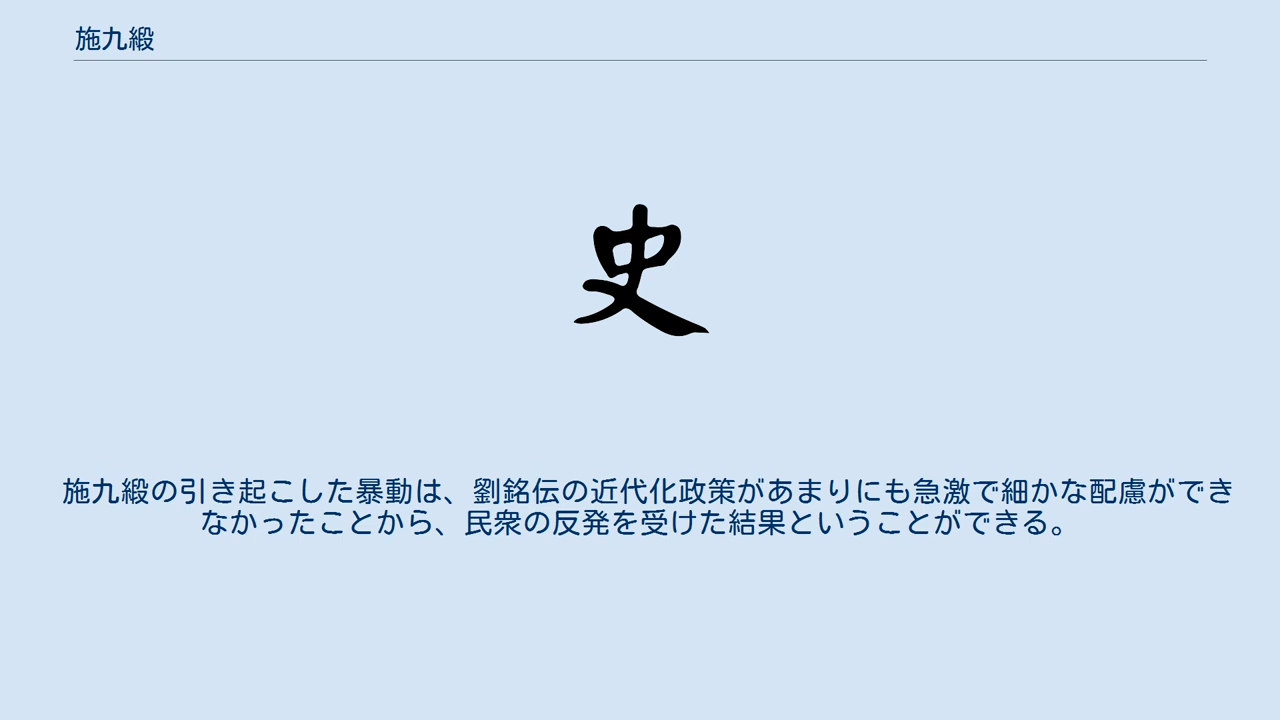 施九緞
史
施九緞の引き起こした暴動は、劉銘伝の近代化政策があまりにも急激で細かな配慮ができ
なかったことから、民衆の反発を受けた結果ということができる。